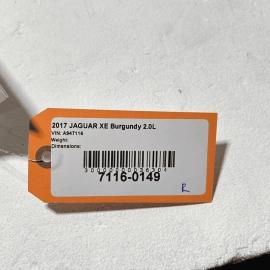 2017 JAGUAR XE Burgundy 2.0L
VIN: A947116
Weight:
Dimensions:
7116-0149
R